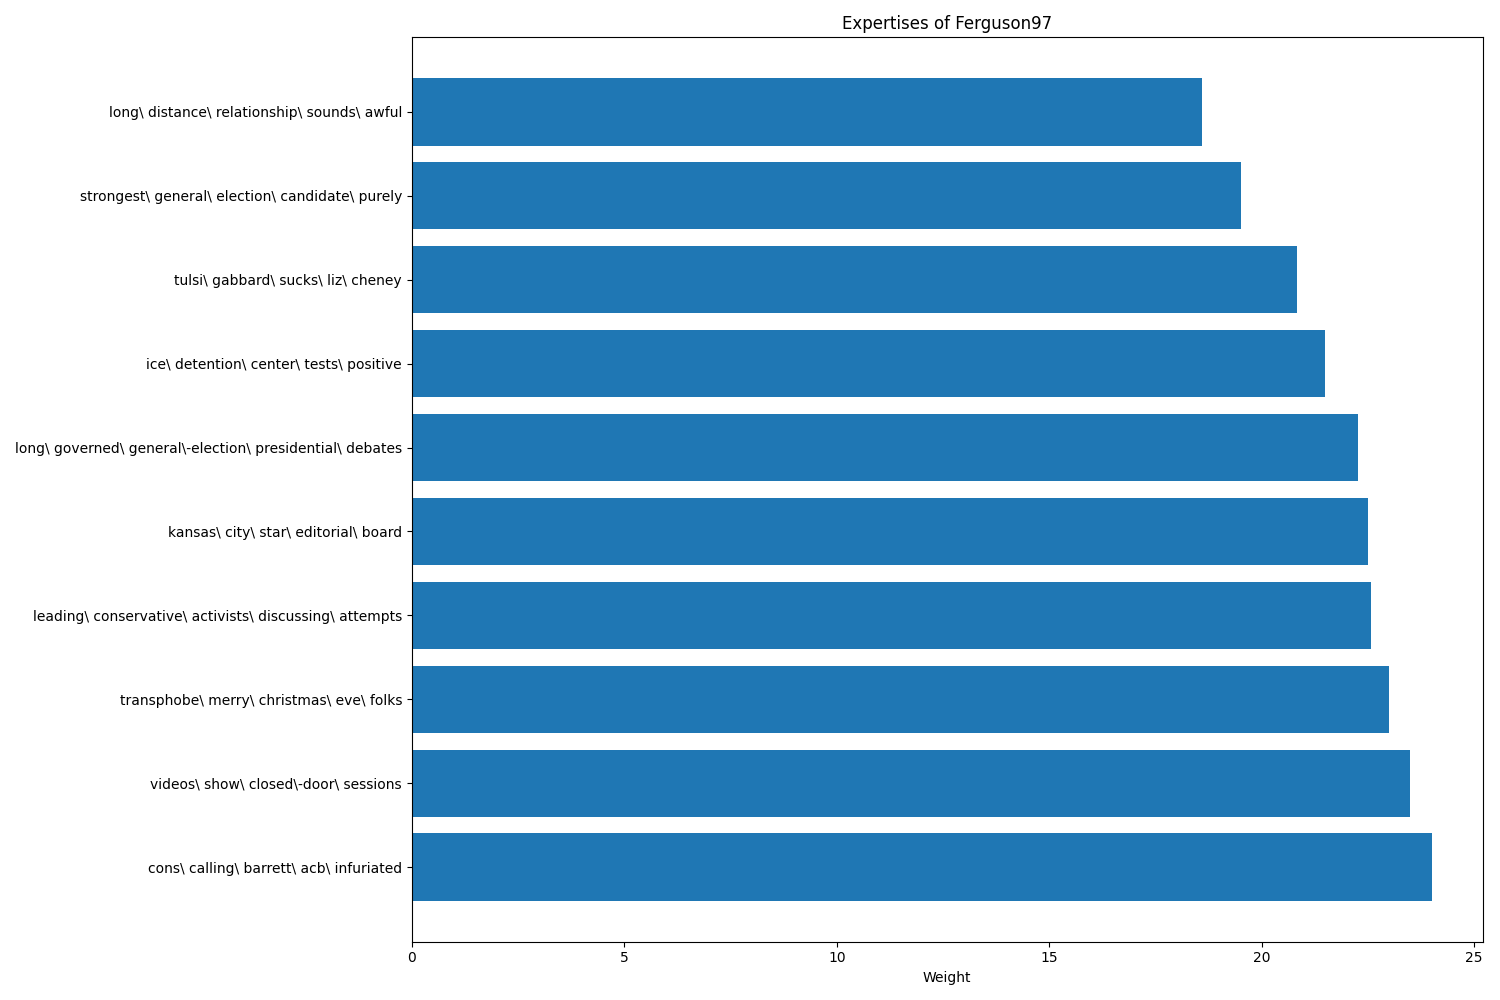 Expertises of Ferguson97
long\ distance\ relationship\ sounds\ awful
strongest\ general\ election\ candidate\ purely
tulsi\ gabbard\ sucks\ liz\ cheney
ice\ detention\ center\ tests\ positive
long\ governed\ general\-election\ presidential\ debates
kansas\ city\ star\ editorial\ board
leading\ conservative\ activists\ discussing\ attempts
transphobe\ merry\ christmas\ eve\ folks
videos\ show\ closed\-door\ sessions
cons\ calling\ barrett\ acb\ infuriated
0 5 10 15 20 25
Weight